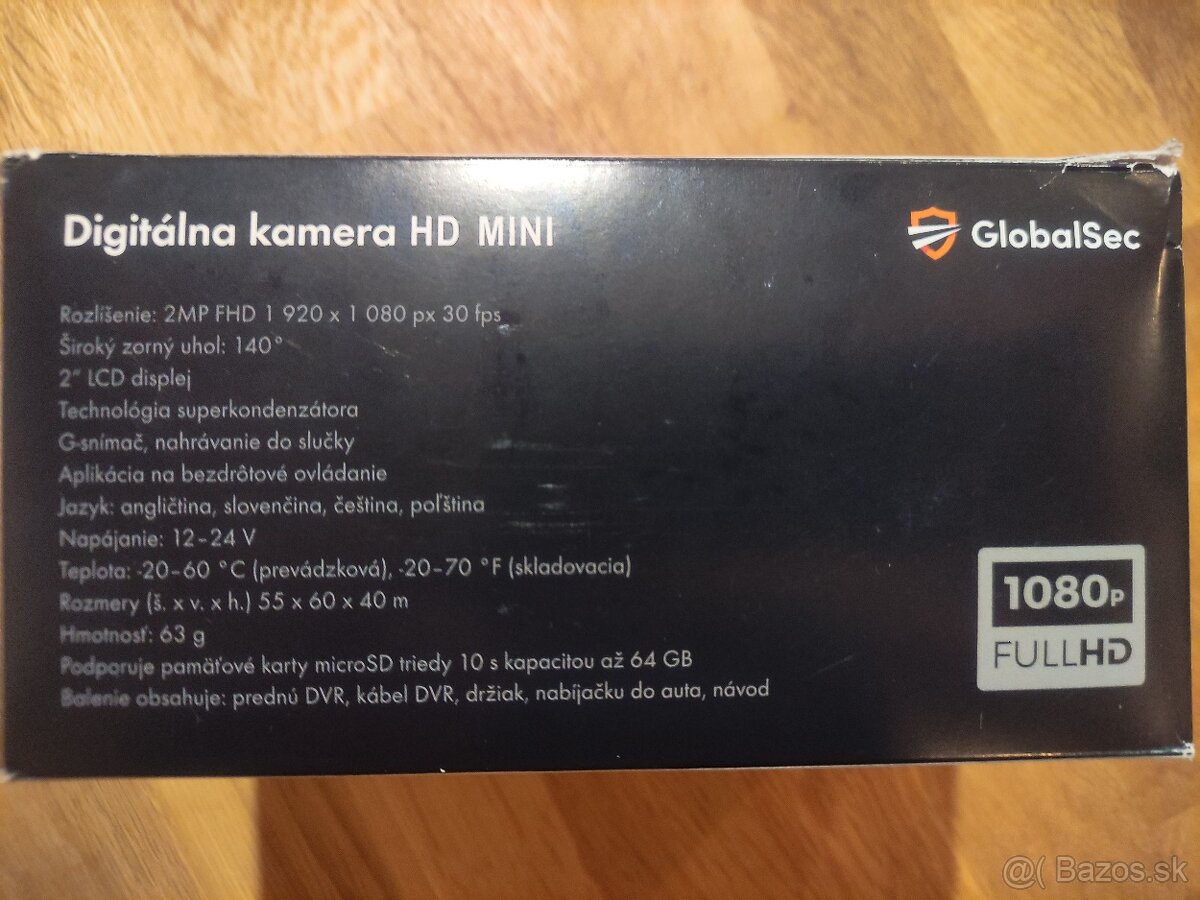 Digitálna kamera HD MINI
GlobalSec
Rozlíšenie: 2MP FHD 1 920 x 1 080 px 30 fps
Široký zorný uhol: 140°
2” LCD displej
Technológia superkondenzátora
G-snímač, nahrávanie do slučky
Aplikácia na bezdrôtové ovládanie
Jazyk: angličtina, slovenčina, čeština, poľština
Napájanie: 12–24 V
Teplota: -20–60 °C (prevádzková), -20–70 °F (skladovacia)
Rozmery (š. x v. x h.) 55 x 60 x 40 m
Hmotnosť: 63 g
Podporuje pamäťové karty microSD triedy 10 s kapacitou až 64 GB
Balenie obsahuje: prednú DVR, kábel DVR, držiak, nabíjačku do auta, návod
1080P
FULLHD
@( Bazos.sk